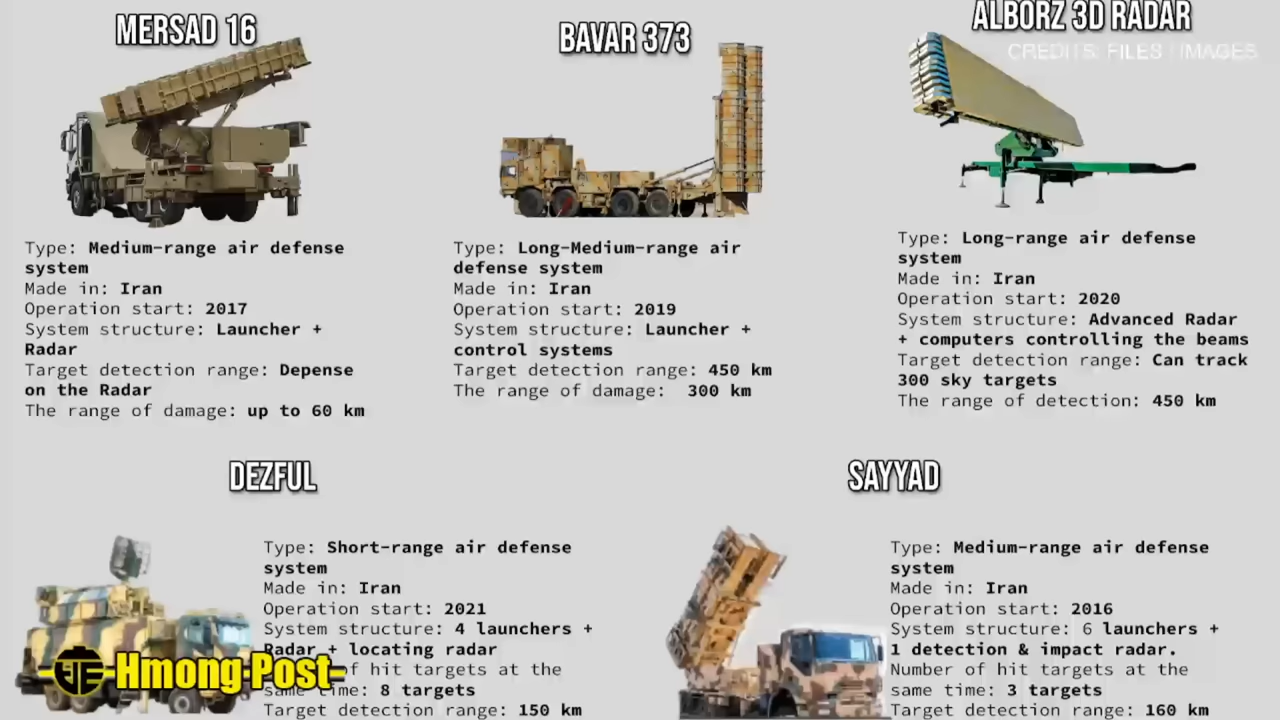 MERSAD 16
Type: Medium-range air defense
system
Made in: Iran
Operation start: 2017
System structure: Launcher +
Radar
Target detection range: Depense
on the Radar
The range of damage: up to 60 km
BAVAR 373
Type: Long-Medium-range air
defense system
Made in: Iran
Operation start: 2019
System structure: Launcher +
control systems
Target detection range: 450 km
The range of damage: 300 km
ALBORZ 3D RADAR
CREDITS: FILES / IMAGES
Type: Long-range air defense
system
Made in: Iran
Operation start: 2020
System structure: Advanced Radar
+ computers controlling the beams
Target detection range: Can track
300 sky targets
The range of detection: 450 km
DEZFUL
Type: Short-range air defense
system
Made in: Iran
Operation start: 2021
System structure: 4 launchers +
Radar + locating radar
of hit targets at the
same time: 8 targets
Target detection range: 150 km
Hmong Post
SAYYAD
Type: Medium-range air defense
system
Made in: Iran
Operation start: 2016
System structure: 6 launchers +
1 detection & impact radar.
Number of hit targets at the
same time: 3 targets
Target detection range: 160 km